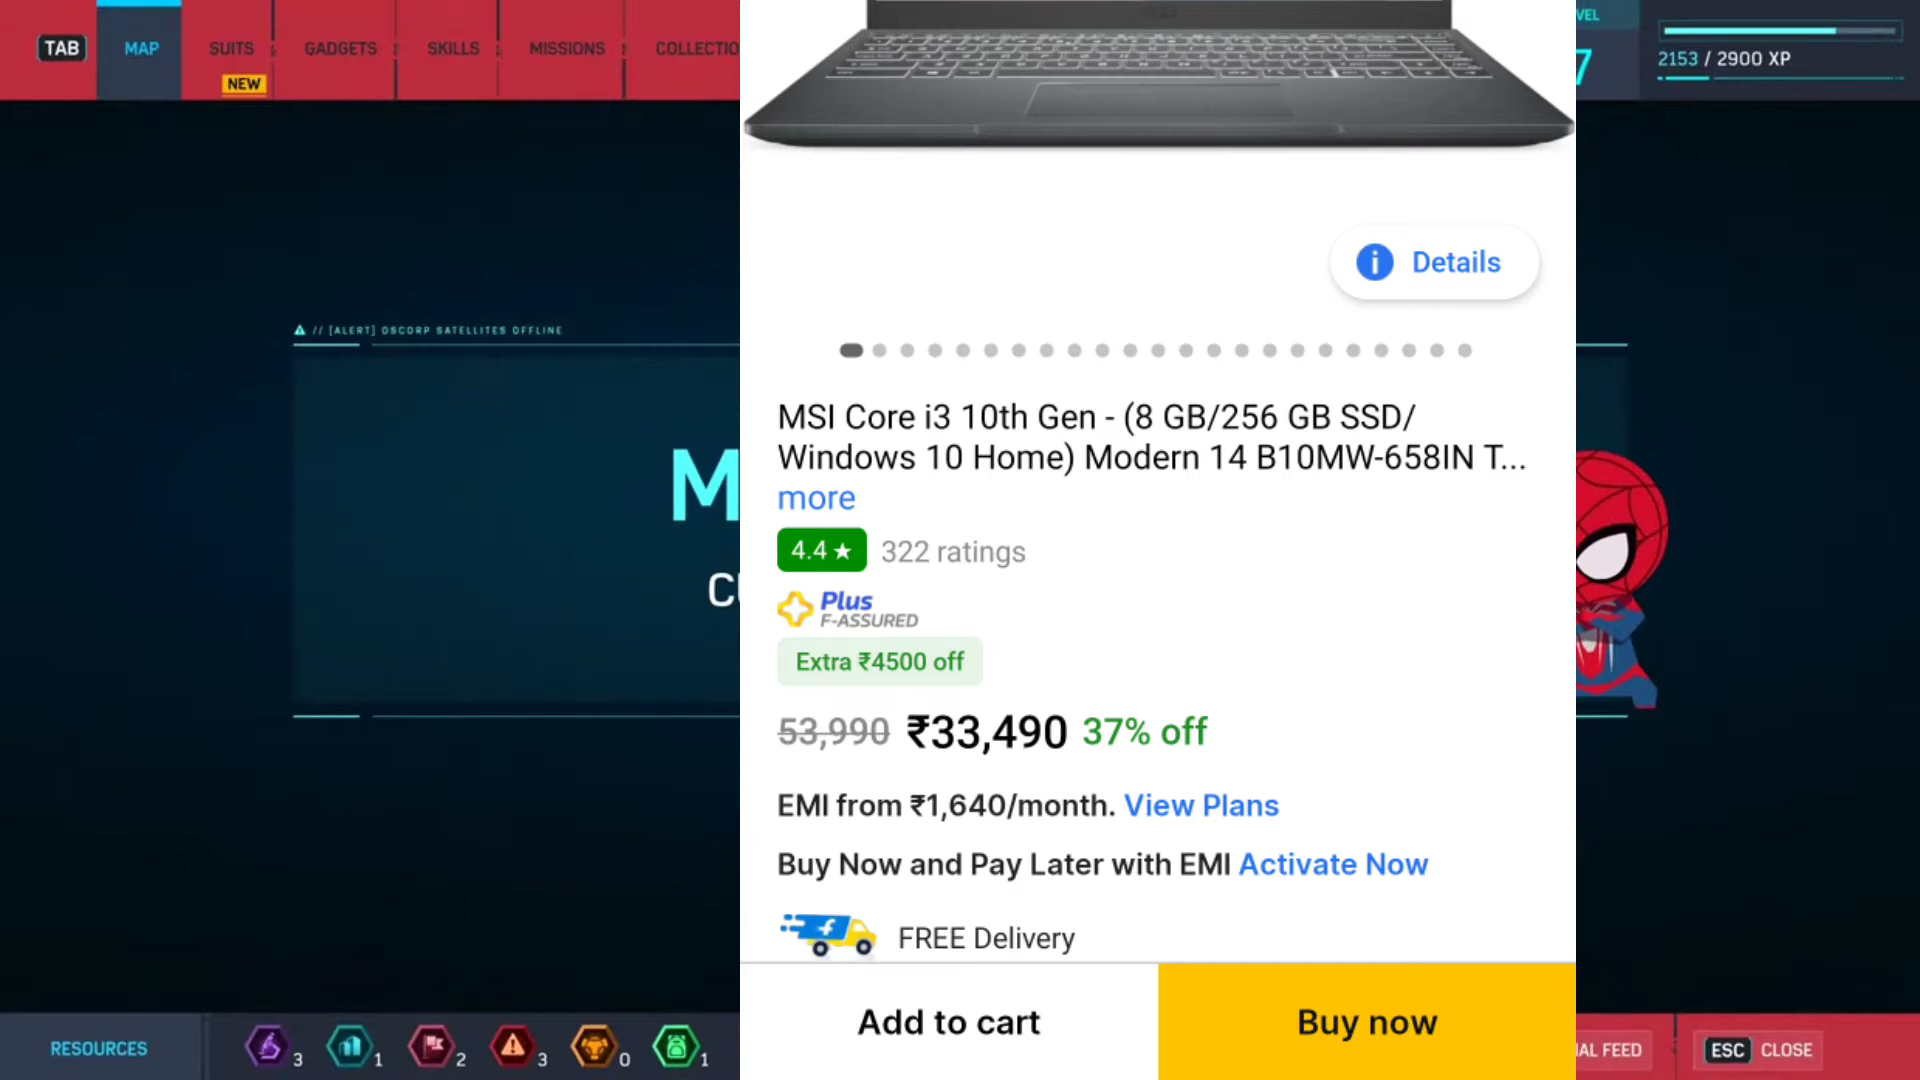 TAB MAP SUITS GADGETS SKILLS MISSIONS COLLECTIO
NEW
VEL
7
2153 / 2900 XP
// [ALERT] OSCORP SATELLITES OFFLINE
M
CU
Details
MSI Core i3 10th Gen - (8 GB/256 GB SSD/
Windows 10 Home) Modern 14 B10MW-658IN T...
more
4.4 ★ 322 ratings
Plus
F-ASSURED
Extra ₹4500 off
53,990 ₹33,490 37% off
EMI from ₹1,640/month. View Plans
Buy Now and Pay Later with EMI Activate Now
FREE Delivery
Add to cart Buy now
RESOURCES 3 1 2 3 0 1
IAL FEED ESC CLOSE